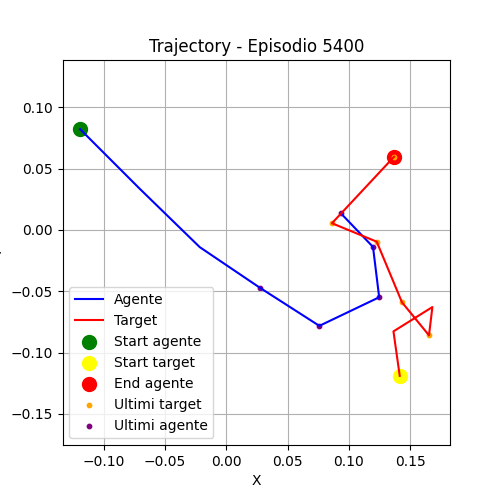 Trajectory - Episodio 5400
0.10
0.05
0.00
−0.05
−0.10
−0.15
Agente
Target
Start agente
Start target
End agente
Ultimi target
Ultimi agente
−0.10 −0.05 0.00 0.05 0.10 0.15
X